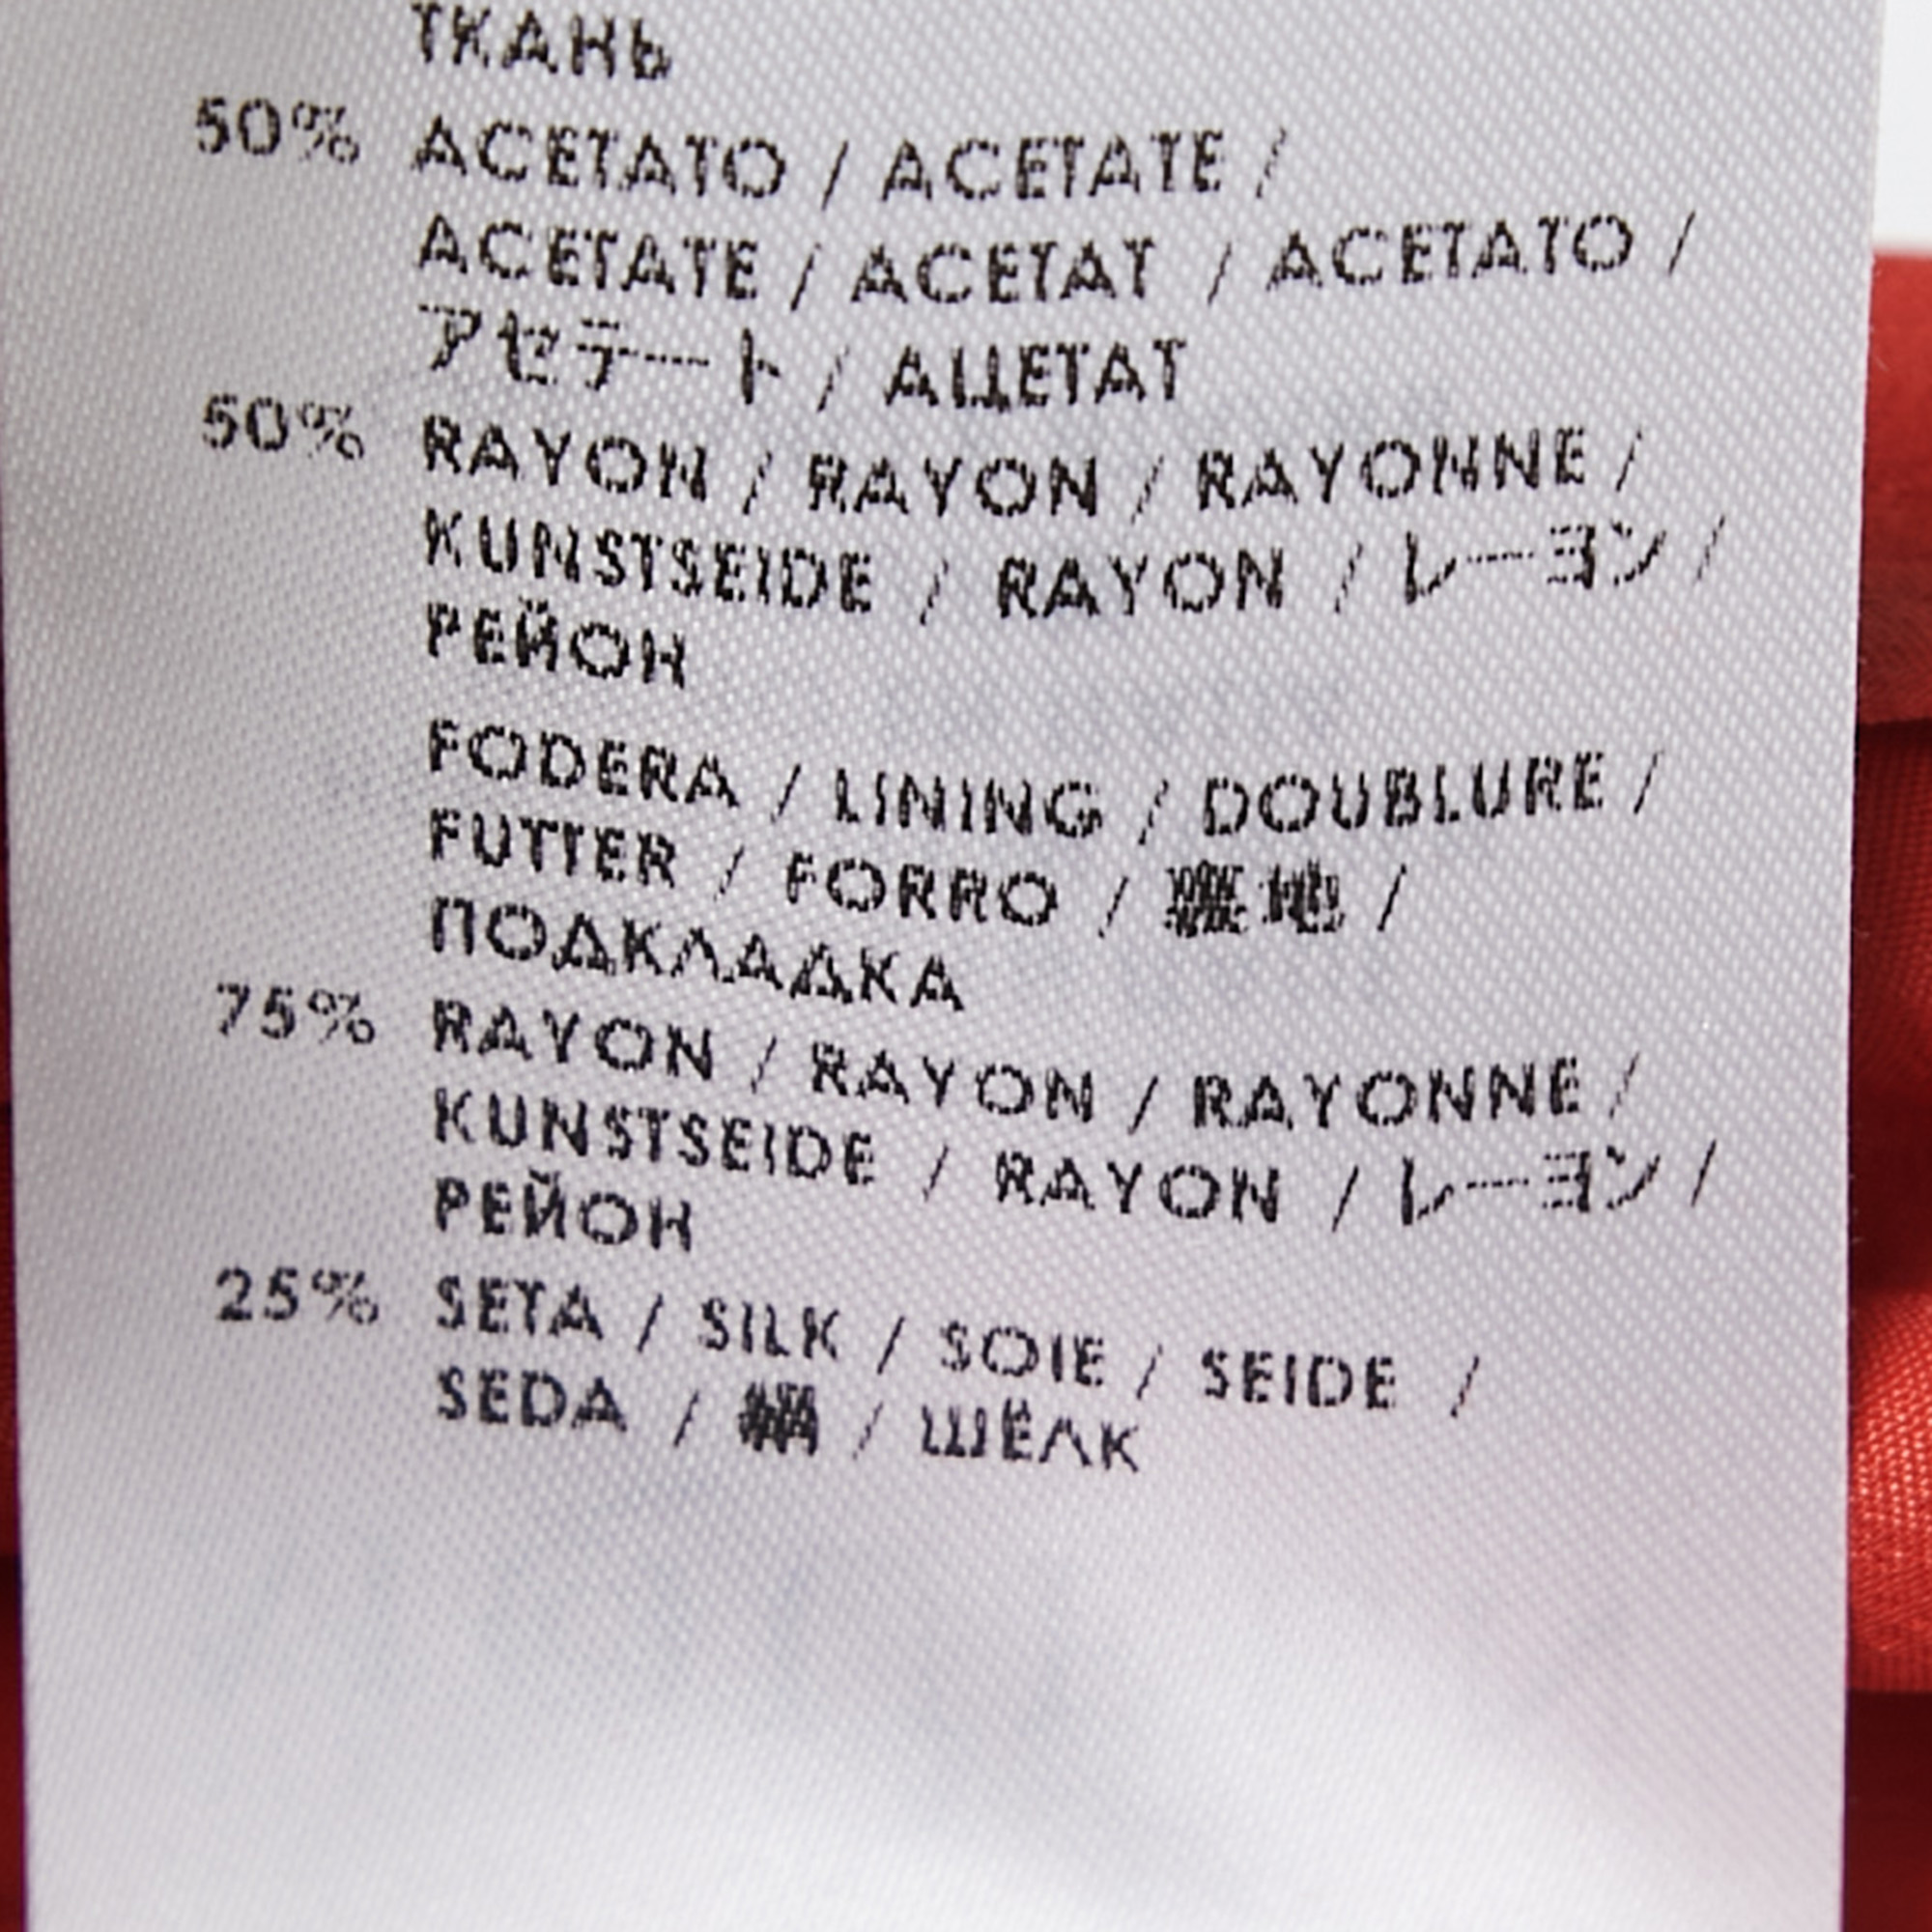 ТКАНЬ
50% ACETATO / ACETATE /
ACETATE / ACETAT / ACETATO /
アセテート / АЦЕТАТ
50% RAYON / RAYON / RAYONNE /
KUNSTSEIDE / RAYON / レーヨン /
РЕЙОН
FODERA / LINING / DOUBLURE /
FUTTER / FORRO / 裏地 /
ПОДКЛАДКА
75% RAYON / RAYON / RAYONNE /
KUNSTSEIDE / RAYON / レーヨン /
РЕЙОН
25% SETA / SILK / SOIE / SEIDE /
SEDA / 絹 / ШЁЛК